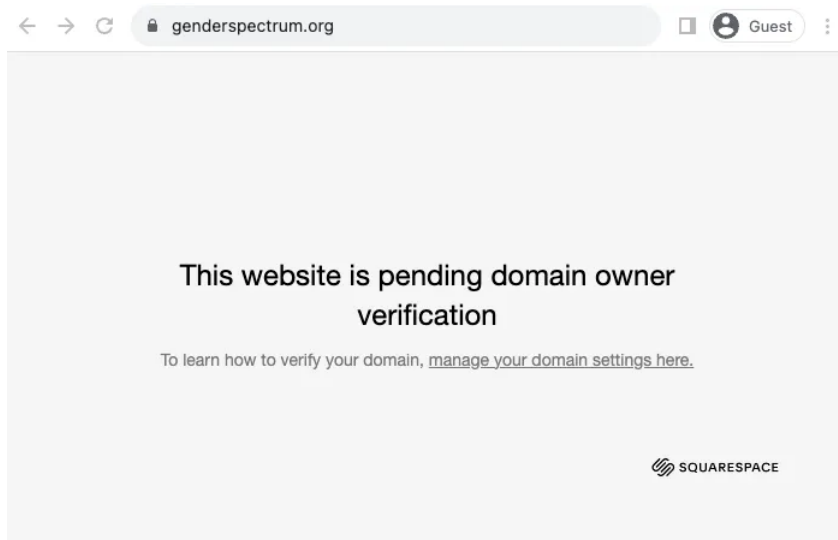 genderspectrum.org
Guest
This website is pending domain owner
verification
To learn how to verify your domain, manage your domain settings here.
SQUARESPACE